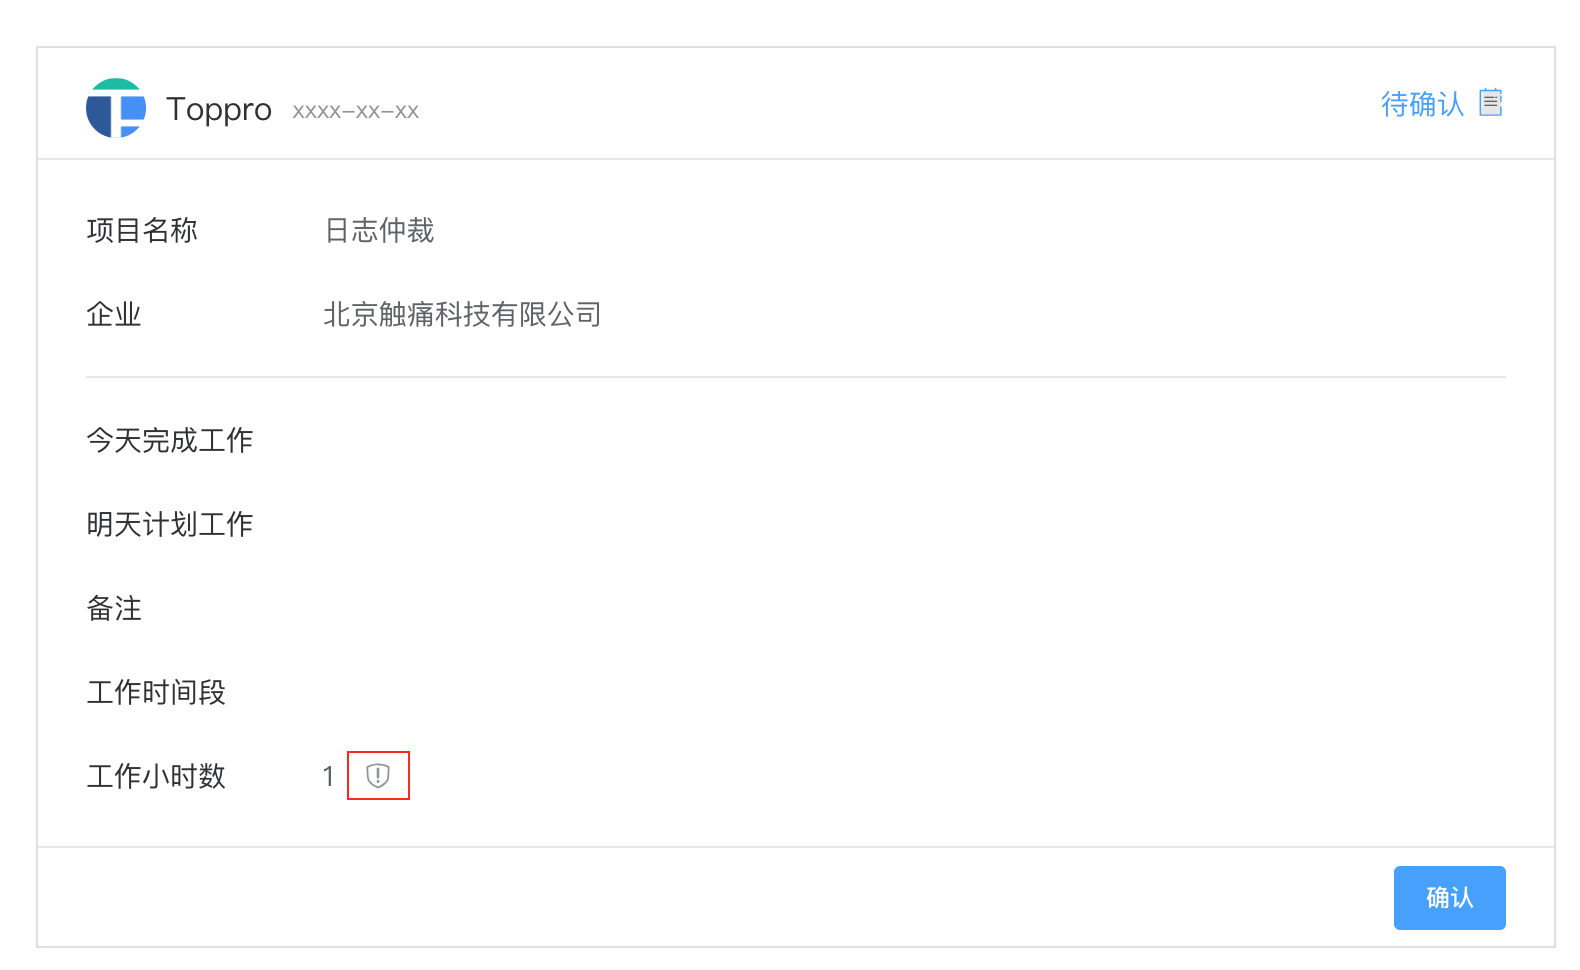 Toppro xxxx-xx-xx
待确认
项目名称 日志仲裁
企业 北京触痛科技有限公司
今天完成工作
明天计划工作
备注
工作时间段
工作小时数 1
确认